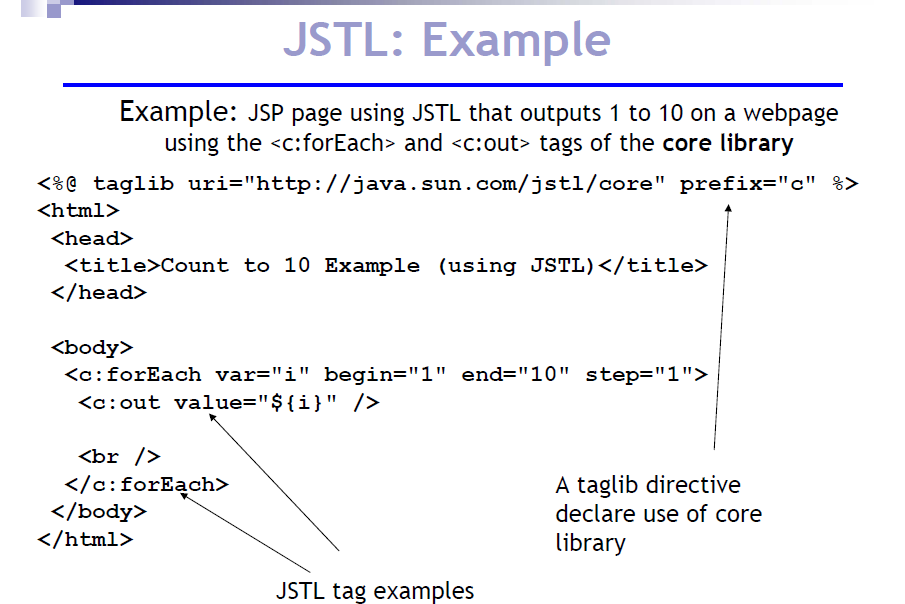 JSTL: Example
Example: JSP page using JSTL that outputs 1 to 10 on a webpage
using the <c:forEach> and <c:out> tags of the core library
<%@ taglib uri="http://java.sun.com/jstl/core" prefix="c" %>
<html>
<head>
<title>Count to 10 Example (using JSTL)</title>
</head>
<body>
<c:forEach var="i" begin="1" end="10" step="1">
<c:out value="${i}" />
<br />
</c:forEach>
</body>
</html>
A taglib directive
declare use of core
library
JSTL tag examples